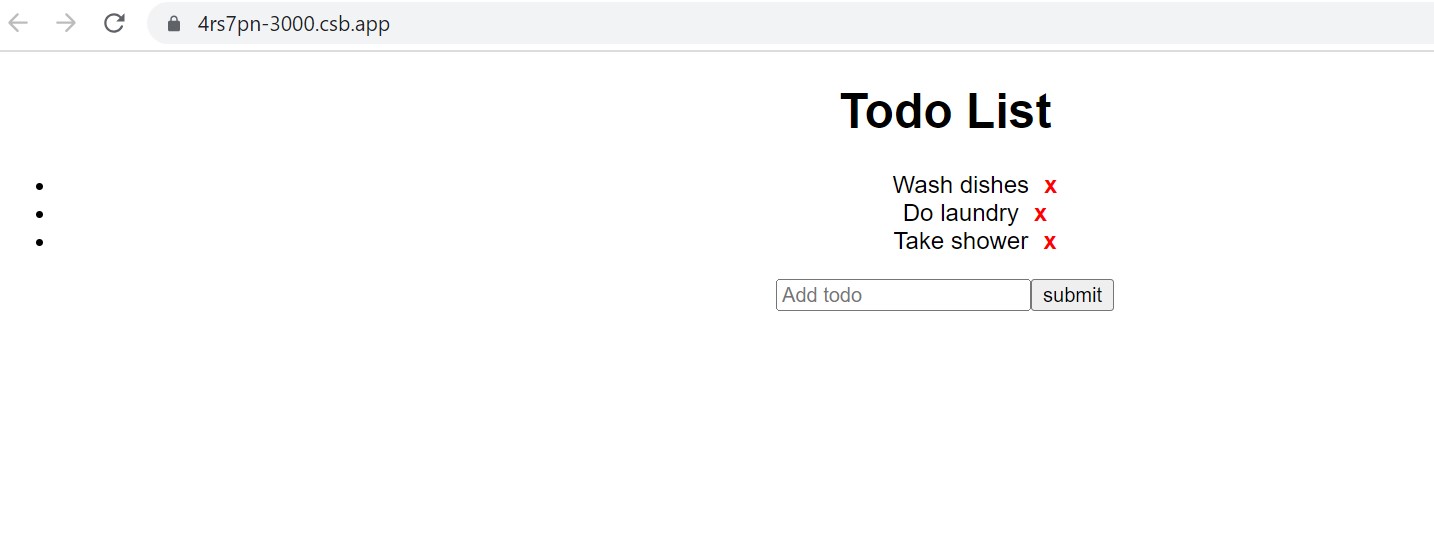 4rs7pn-3000.csb.app
Todo List
Wash dishes x
Do laundry x
Take shower x
Add todo submit